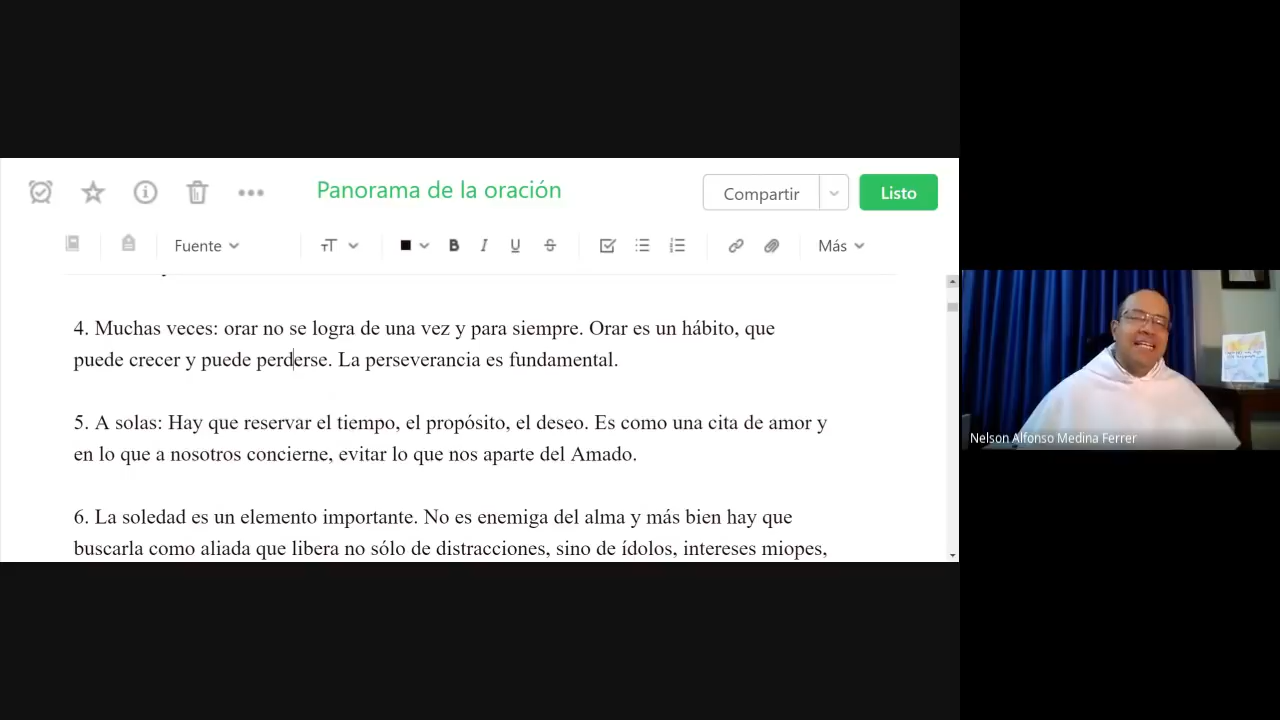 Panorama de la oración
Compartir
Listo
Fuente
Más
4. Muchas veces: orar no se logra de una vez y para siempre. Orar es un hábito, que
puede crecer y puede perderse. La perseverancia es fundamental.
5. A solas: Hay que reservar el tiempo, el propósito, el deseo. Es como una cita de amor y
en lo que a nosotros concierne, evitar lo que nos aparte del Amado.
6. La soledad es un elemento importante. No es enemiga del alma y más bien hay que
buscarla como aliada que libera no sólo de distracciones, sino de ídolos, intereses miopes,
Nelson Alfonso Medina Ferrer